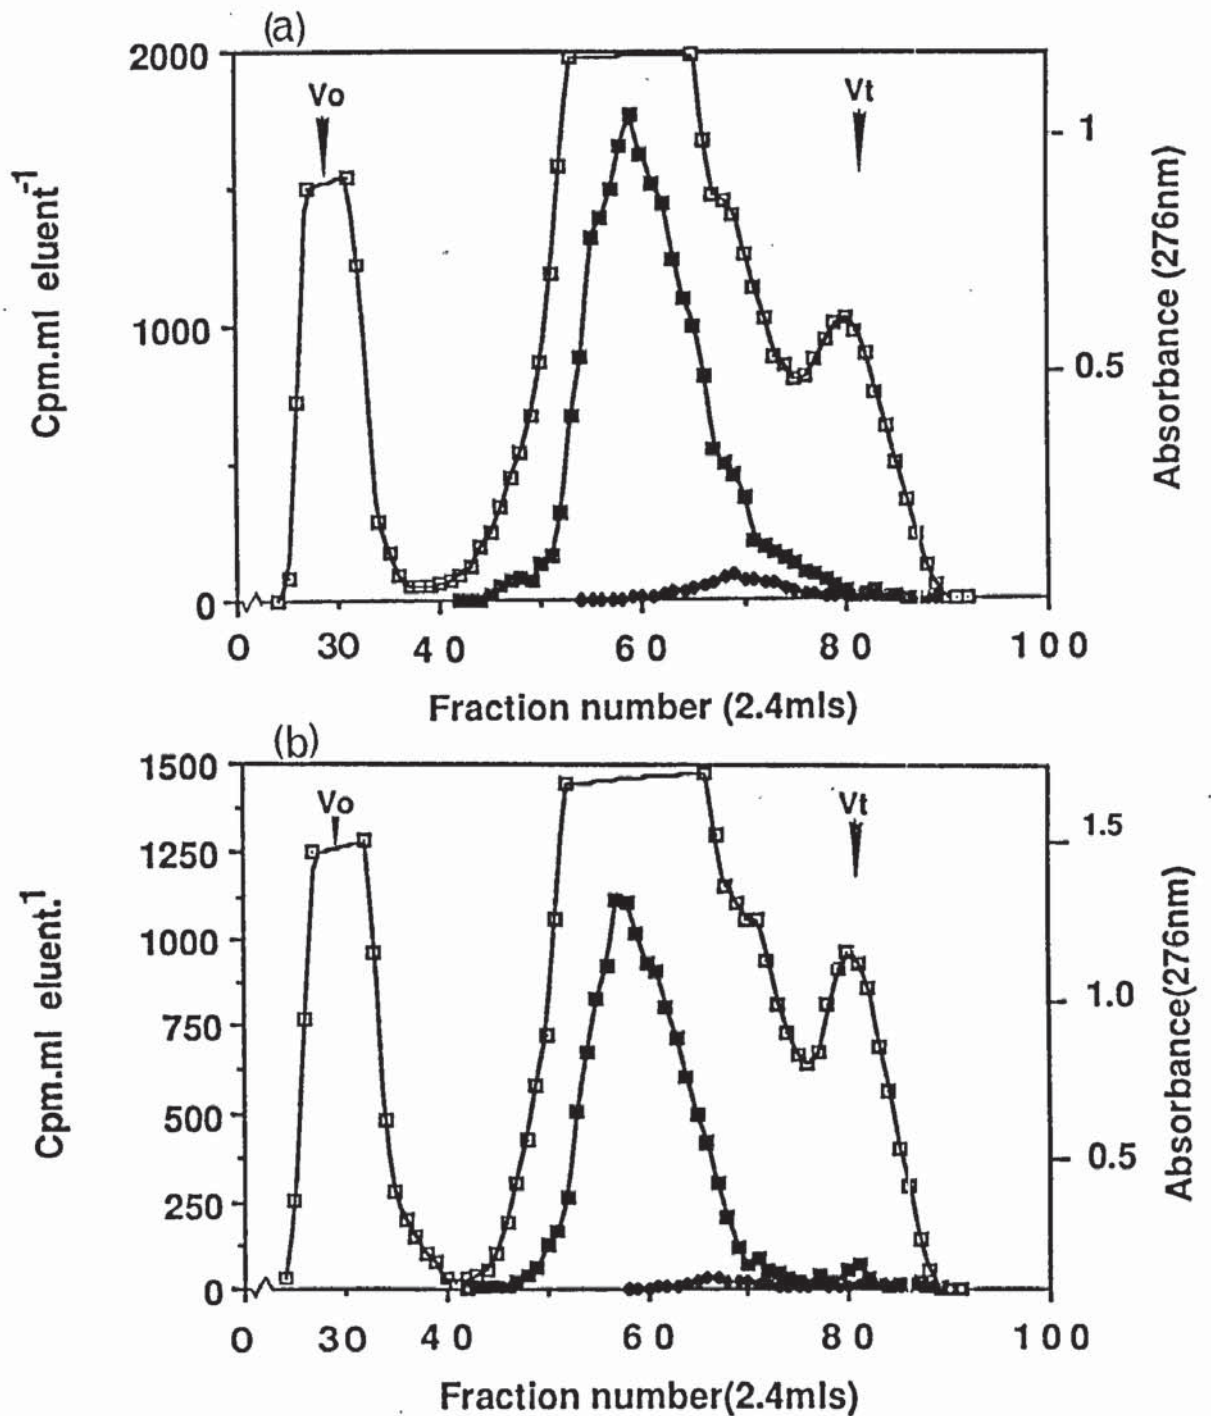 (a)
2000
1000
0
Cpm.ml eluent-1
Vo
Vt
1
0.5
Absorbance (276nm)
0 30 40 60 80 100
Fraction number (2.4mls)
(b)
1500
1250
1000
750
500
250
0
Cpm.ml eluent.1
Vo
Vt
1.5
1.0
0.5
Absorbance(276nm)
0 30 40 60 80 100
Fraction number(2.4mls)